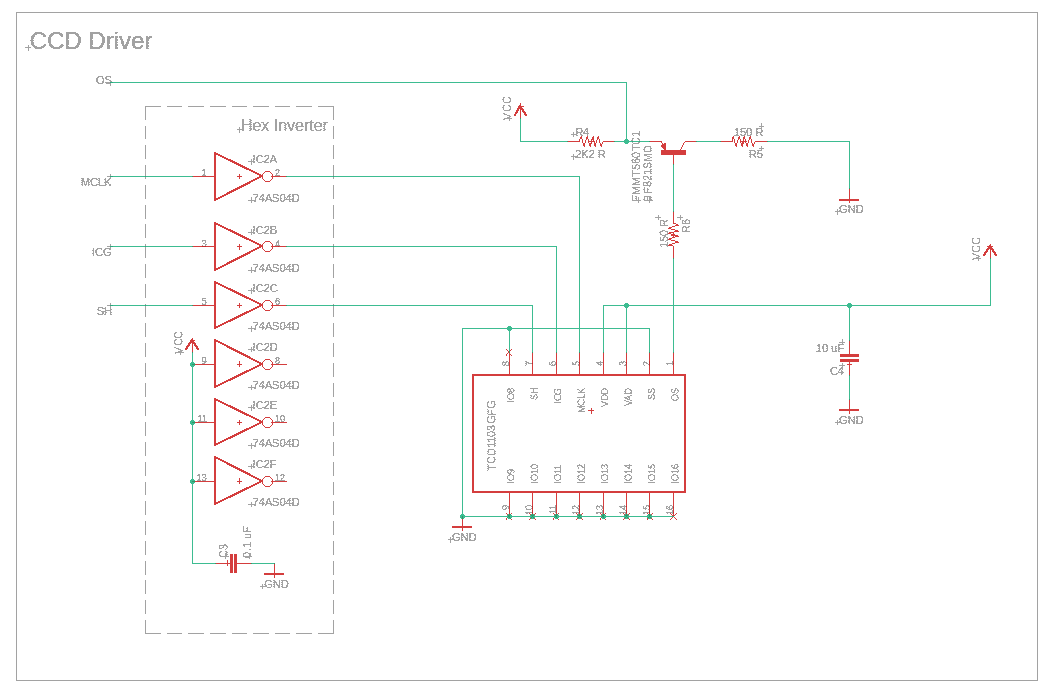 CCD Driver
OS
VCC
R4
2K2 R
FMMT560TC1
BF821SMD
150 R
R5
GND
Hex Inverter
IC2A
MCLK
1
2
74AS04D
IC2B
ICG
3
4
74AS04D
150 R
R6
VCC
IC2C
SH
5
6
74AS04D
VCC
IC2D
9
8
74AS04D
IC2E
11
10
74AS04D
IC2F
13
12
74AS04D
C3
0.1 uF
GND
8
7
6
5
4
3
2
1
IO8
SH
ICG
MCLK
VDD
VAD
SS
OS
TCD1103GFG
IO9
IO10
IO11
IO12
IO13
IO14
IO15
IO16
9
10
11
12
13
14
15
16
GND
10 uF
C4
GND